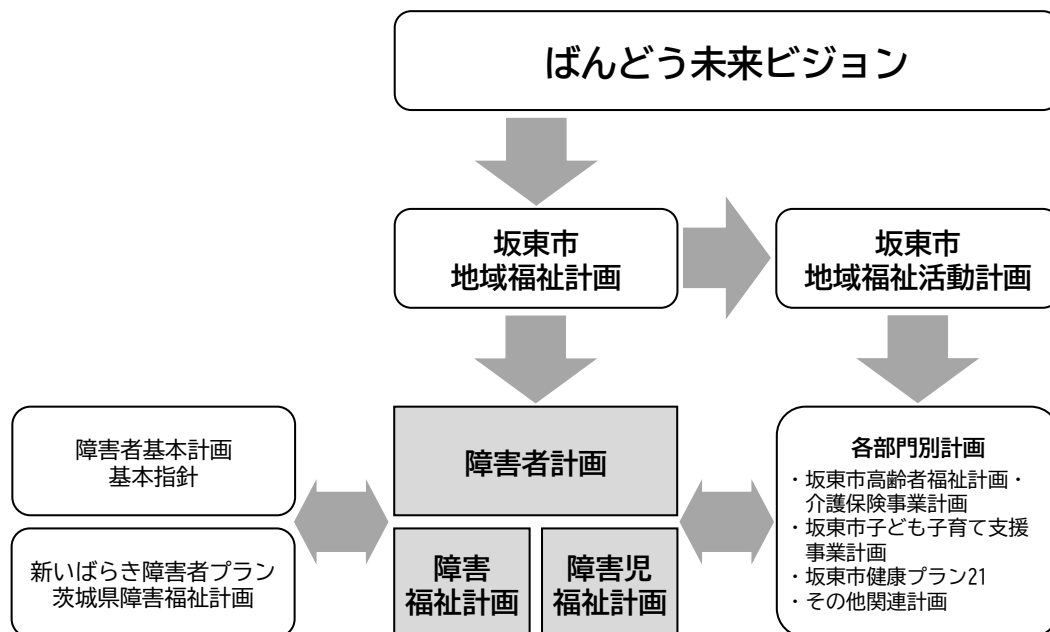 ばんどう未来ビジョン
坂東市
地域福祉計画
坂東市
地域福祉活動計画
障害者基本計画
基本指針
新いばらき障害者プラン
茨城県障害福祉計画
障害者計画
障害
福祉計画
障害児
福祉計画
各部門別計画
・坂東市高齢者福祉計画・
介護保険事業計画
・坂東市子ども子育て支援
事業計画
・坂東市健康プラン21
・その他関連計画